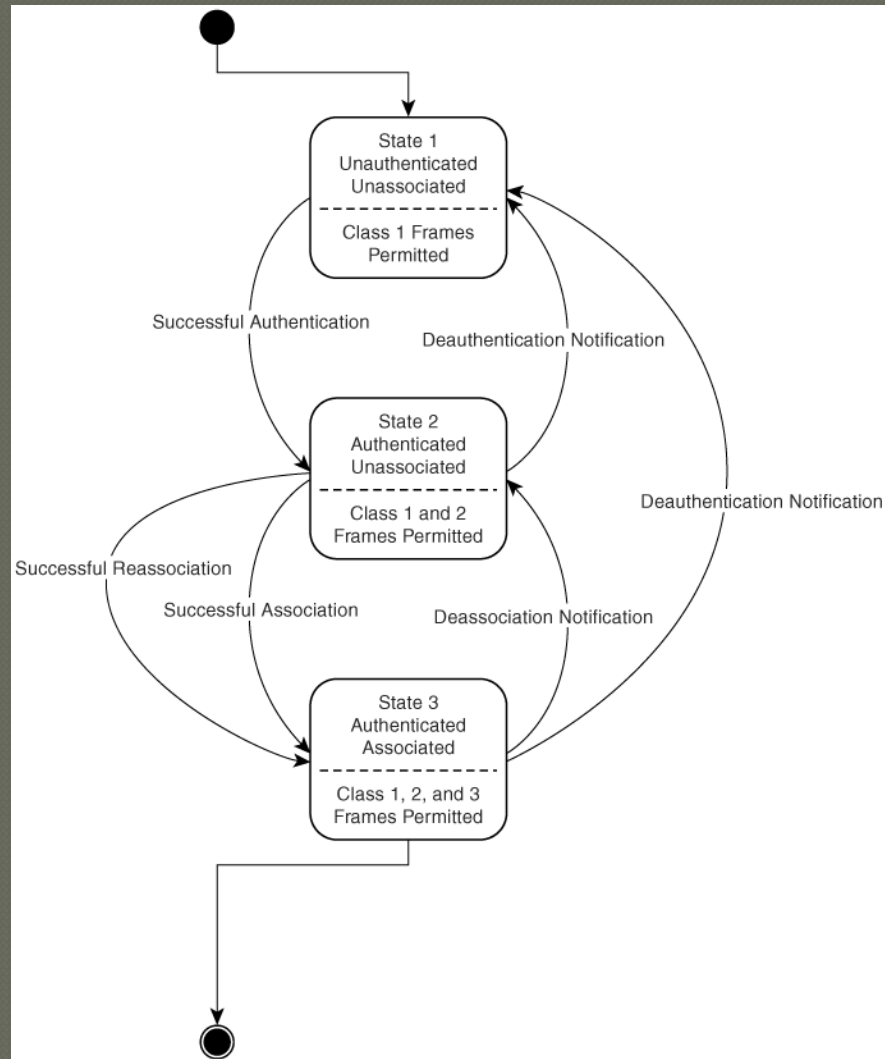 State 1
Unauthenticated
Unassociated
Class 1 Frames
Permitted
Successful Authentication
Deauthentication Notification
State 2
Authenticated
Unassociated
Class 1 and 2
Frames Permitted
Deauthentication Notification
Successful Reassociation
Successful Association
Deassociation Notification
State 3
Authenticated
Associated
Class 1, 2, and 3
Frames Permitted